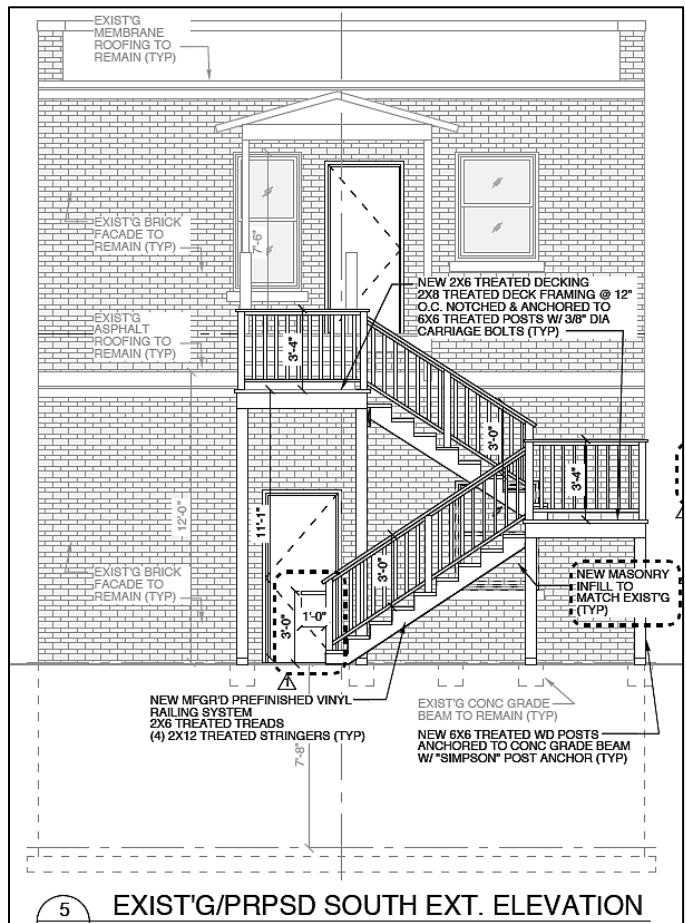 EXIST'G
MEMBRANE
ROOFING TO
REMAIN (TYP)
7'-6"
EXIST'G BRICK
FACADE TO
REMAIN (TYP)
NEW 2X6 TREATED DECKING
2X8 TREATED DECK FRAMING @ 12"
O.C. NOTCHED & ANCHORED TO
6X6 TREATED POSTS W/ 3/8" DIA
CARRIAGE BOLTS (TYP)
EXIST'G
ASPHALT
ROOFING TO
REMAIN (TYP)
3'-4"
3'-0"
3'-4"
12'-0"
11'-1"
EXIST'G BRICK
FACADE TO
REMAIN (TYP)
3'-0"
NEW MASONRY
INFILL TO
MATCH EXIST'G
(TYP)
3'-0"
1'-0"
1
NEW MFGR'D PREFINISHED VINYL
RAILING SYSTEM
2X6 TREATED TREADS
(4) 2X12 TREATED STRINGERS (TYP)
EXIST'G CONC GRADE
BEAM TO REMAIN (TYP)
NEW 6X6 TREATED WD POSTS
ANCHORED TO CONC GRADE BEAM
W/ "SIMPSON" POST ANCHOR (TYP)
7'-8"
5
EXIST'G/PRPSD SOUTH EXT. ELEVATION